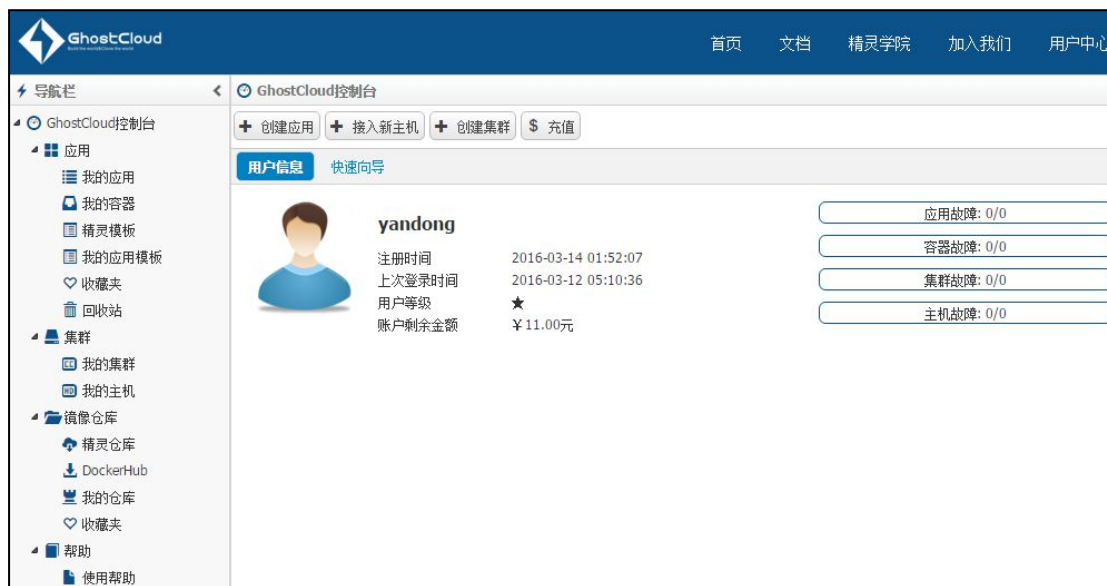 GhostCloud
首页 文档 精灵学院 加入我们 用户中心
导航栏
GhostCloud控制台
GhostCloud控制台
应用
我的应用
我的容器
精灵模板
我的应用模板
收藏夹
回收站
集群
我的集群
我的主机
镜像仓库
精灵仓库
DockerHub
我的仓库
收藏夹
帮助
使用帮助
创建应用 接入新主机 创建集群 $ 充值
用户信息 快速向导
yandong
注册时间 2016-03-14 01:52:07
上次登录时间 2016-03-12 05:10:36
用户等级 ★
账户剩余金额 ￥11.00元
应用故障: 0/0
容器故障: 0/0
集群故障: 0/0
主机故障: 0/0